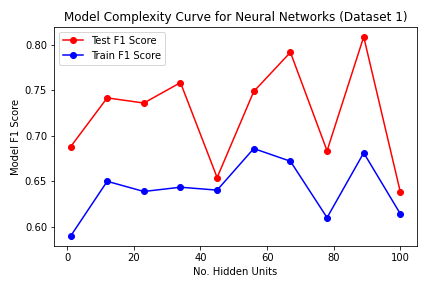 Model Complexity Curve for Neural Networks (Dataset 1)
Test F1 Score
Train F1 Score
Model F1 Score
0.80
0.75
0.70
0.65
0.60
0 20 40 60 80 100
No. Hidden Units